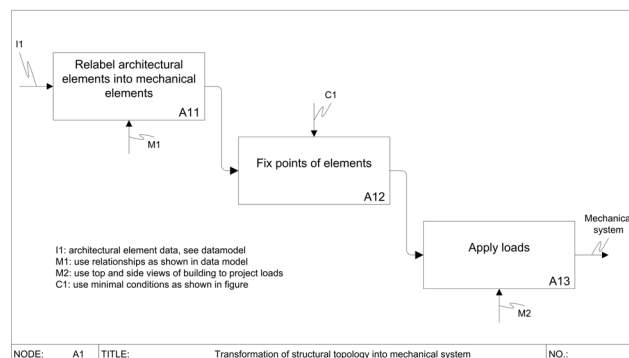 I1
Relabel architectural
elements into mechanical
elements
A11
M1
C1
Fix points of elements
A12
Mechanical
system
Apply loads
A13
M2
I1: architectural element data, see datamodel
M1: use relationships as shown in data model
M2: use top and side views of building to project loads
C1: use minimal conditions as shown in figure
NODE: A1 TITLE: Transformation of structural topology into mechanical system NO.: